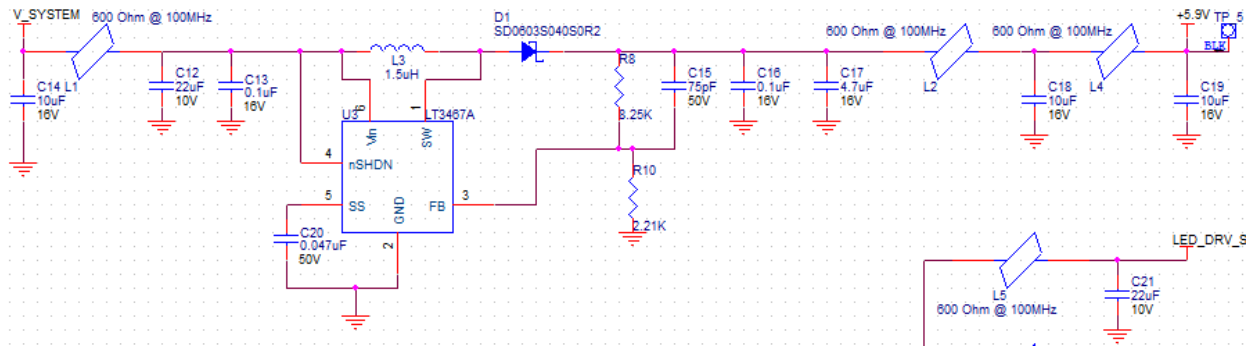 V_SYSTEM
600 Ohm @ 100MHz
D1
SD0603S040S0R2
600 Ohm @ 100MHz
600 Ohm @ 100MHz
+5.9V
TP_5
BLK
C14
10uF
16V
L1
C12
22uF
10V
C13
0.1uF
16V
L3
1.5uH
R8
8.25K
C15
75pF
50V
C16
0.1uF
16V
C17
4.7uF
16V
L2
C18
10uF
16V
L4
C19
10uF
16V
U3
LT3467A
6
1
Vin
SW
4
nSHDN
5
SS
GND
FB
3
2
R10
2.21K
C20
0.047uF
50V
LED_DRV_S
L5
600 Ohm @ 100MHz
C21
22uF
10V